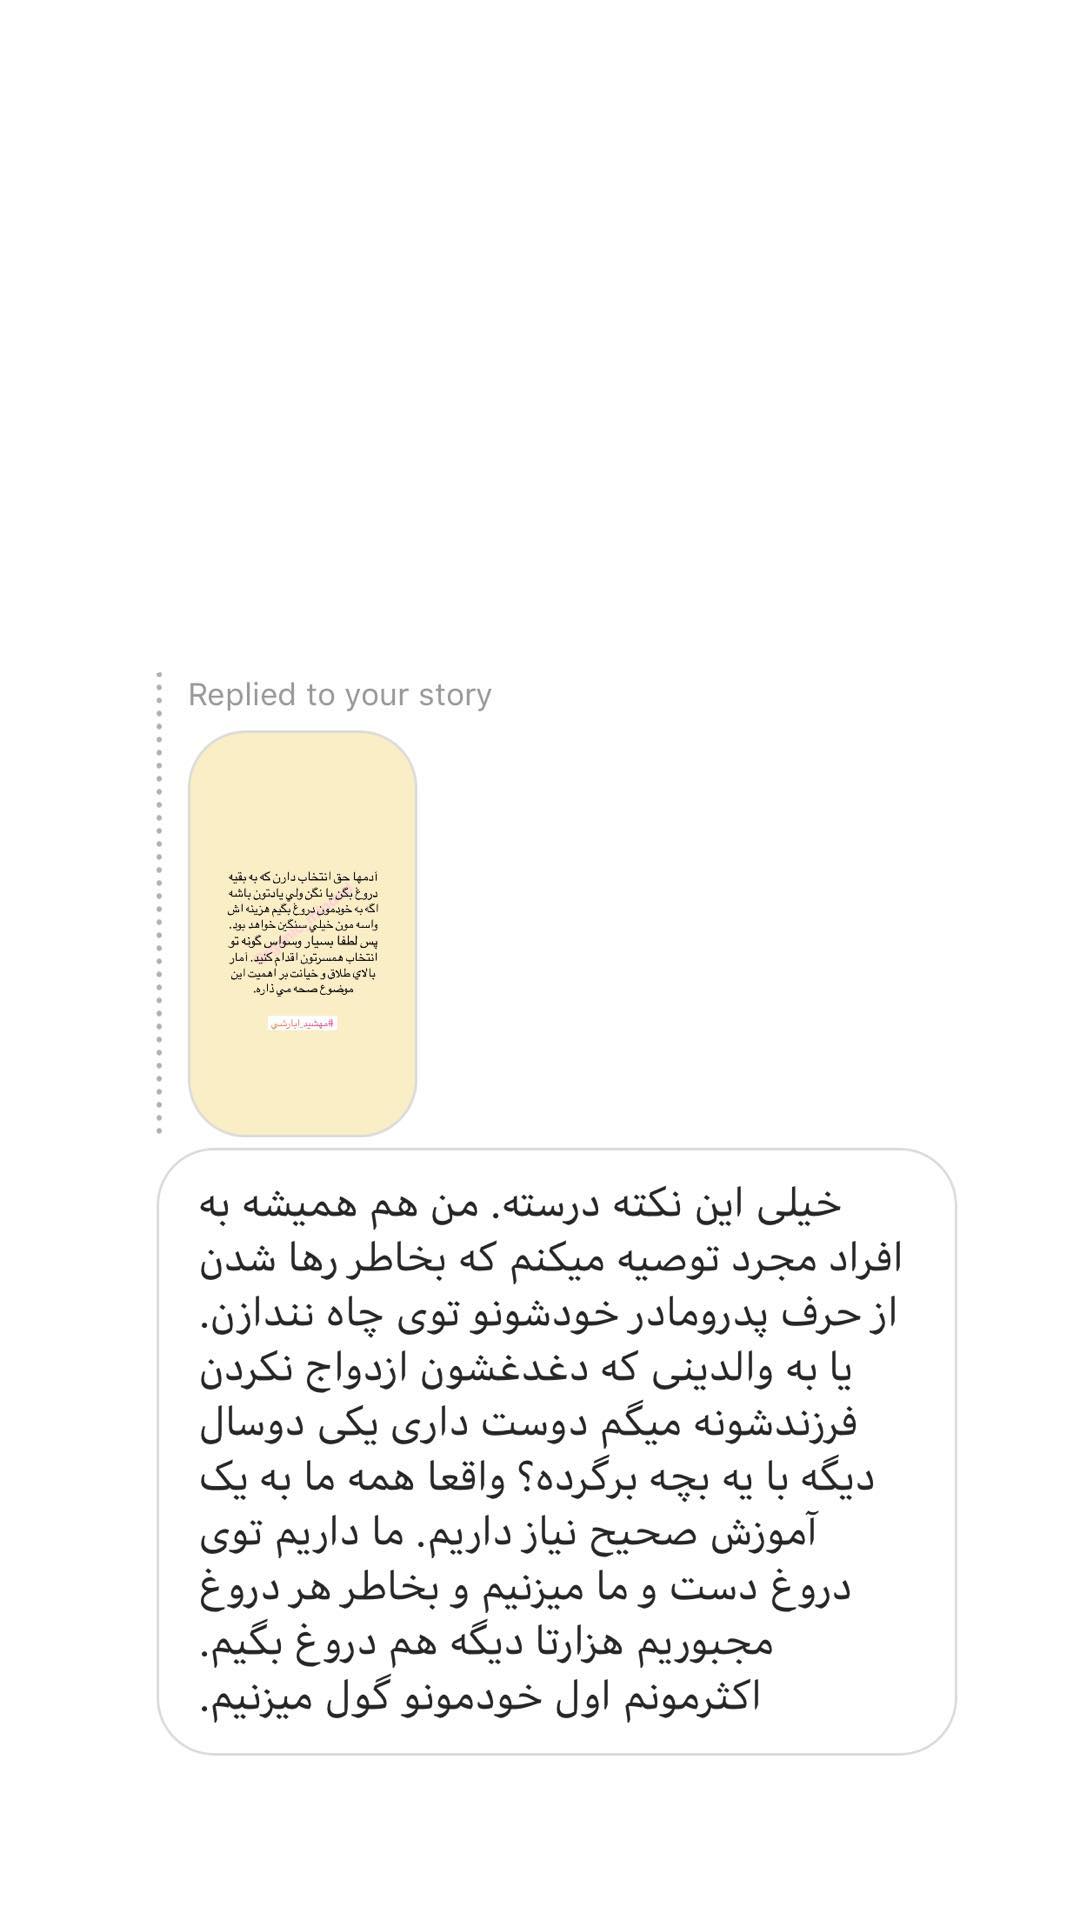 Replied to your story
آدمها حق انتخاب دارن که به بقیه
دروغ بگن یا نگن ولي یادتون باشه
اگه به خودمون دروغ بگیم هزینه اش
واسه مون خیلي سنگین خواهد بود.
پس لطفا بسیار وسواس گونه تو
انتخاب همسرتون اقدام کنید. آمار
بالاي طلاق و خیانت بر اهمیت این
موضوع صحه مي ذاره.
#مهشید_ابارشي
خیلی این نکته درسته. من هم همیشه به
افراد مجرد توصیه میکنم که بخاطر رها شدن
از حرف پدرومادر خودشونو توی چاه نندازن.
یا به والدینی که دغدغشون ازدواج نکردن
فرزندشونه میگم دوست داری یکی دوسال
دیگه با یه بچه برگرده؟ واقعا همه ما به یک
آموزش صحیح نیاز داریم. ما داریم توی
دروغ دست و ما میزنیم و بخاطر هر دروغ
مجبوریم هزارتا دیگه هم دروغ بگیم.
اکثرمونم اول خودمونو گول میزنیم.